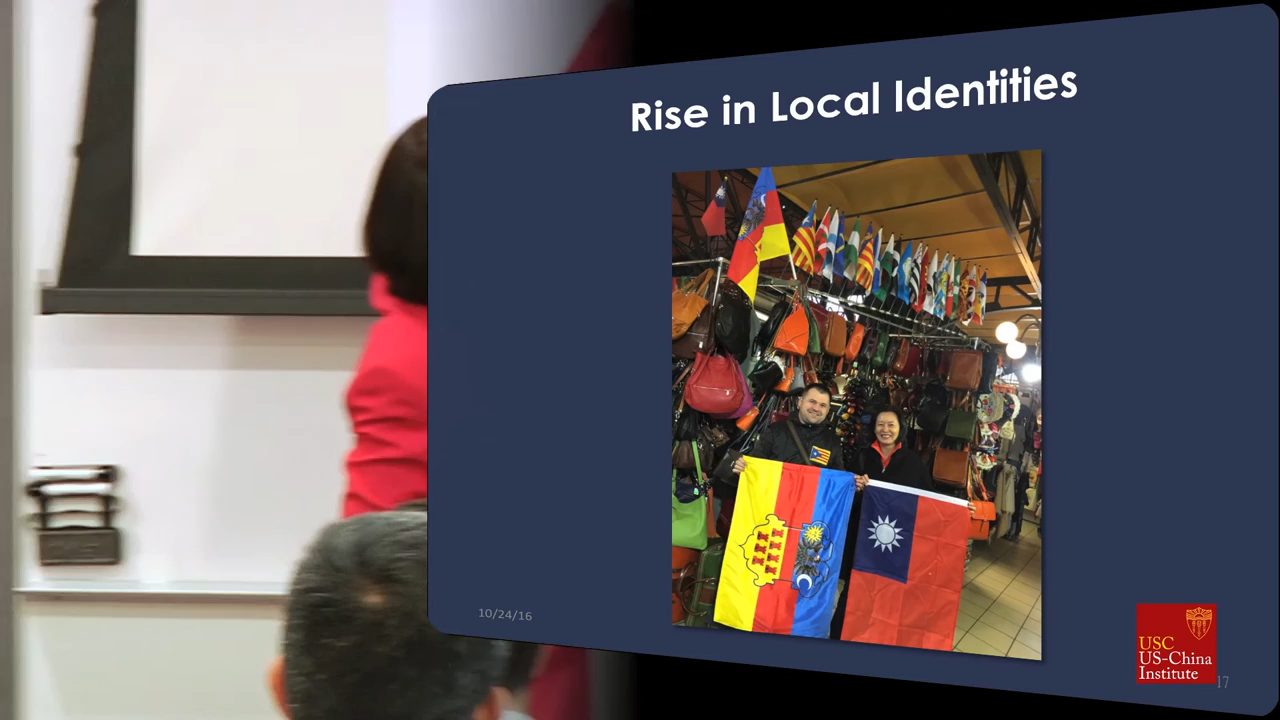 Rise in Local Identities
10/24/16
USC
US-China
Institute
17